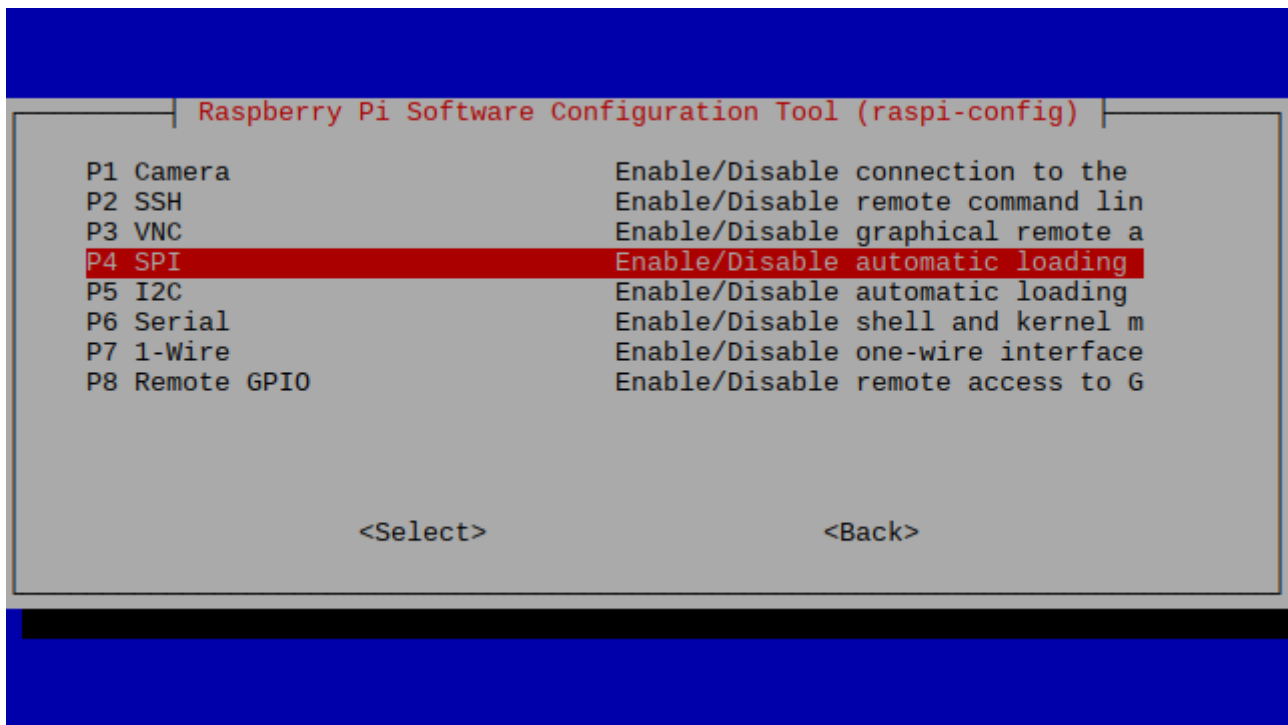 Raspberry Pi Software Configuration Tool (raspi-config)
P1 Camera Enable/Disable connection to the
P2 SSH Enable/Disable remote command lin
P3 VNC Enable/Disable graphical remote a
P4 SPI Enable/Disable automatic loading
P5 I2C Enable/Disable automatic loading
P6 Serial Enable/Disable shell and kernel m
P7 1-Wire Enable/Disable one-wire interface
P8 Remote GPIO Enable/Disable remote access to G
<Select> <Back>